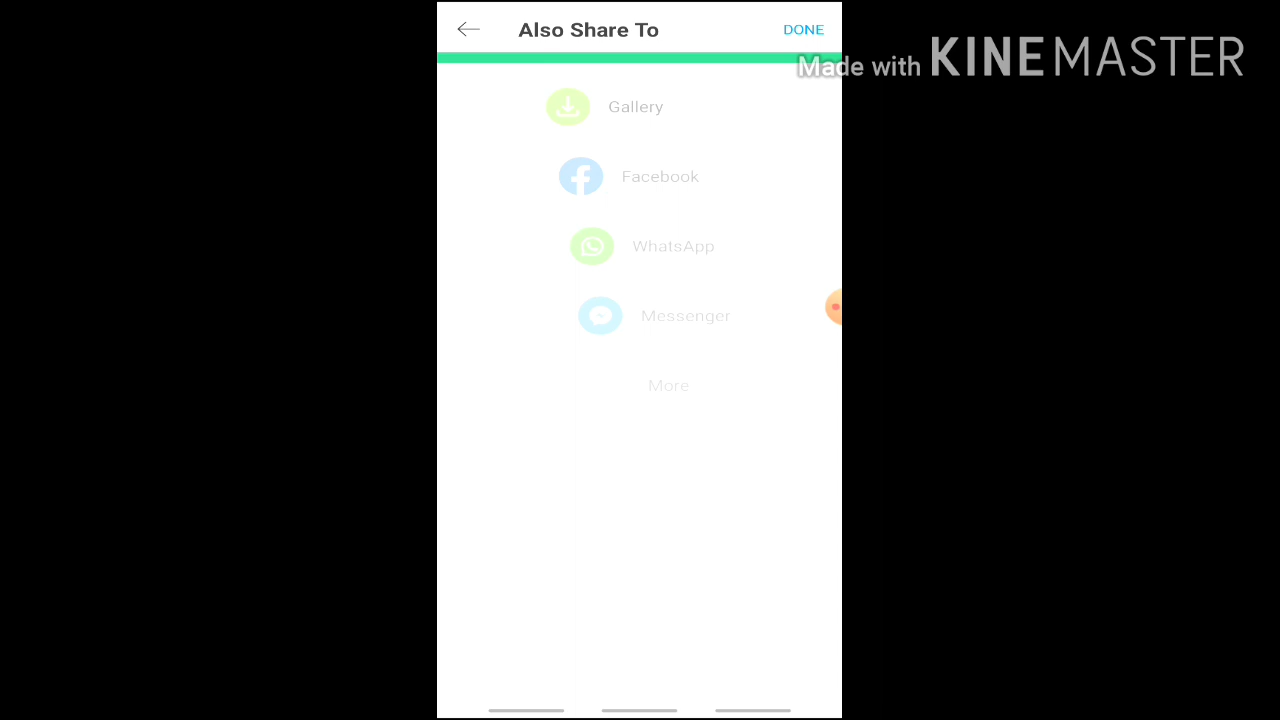 Also Share To
DONE
Made with KINEMASTER
Gallery
Facebook
WhatsApp
Messenger
More